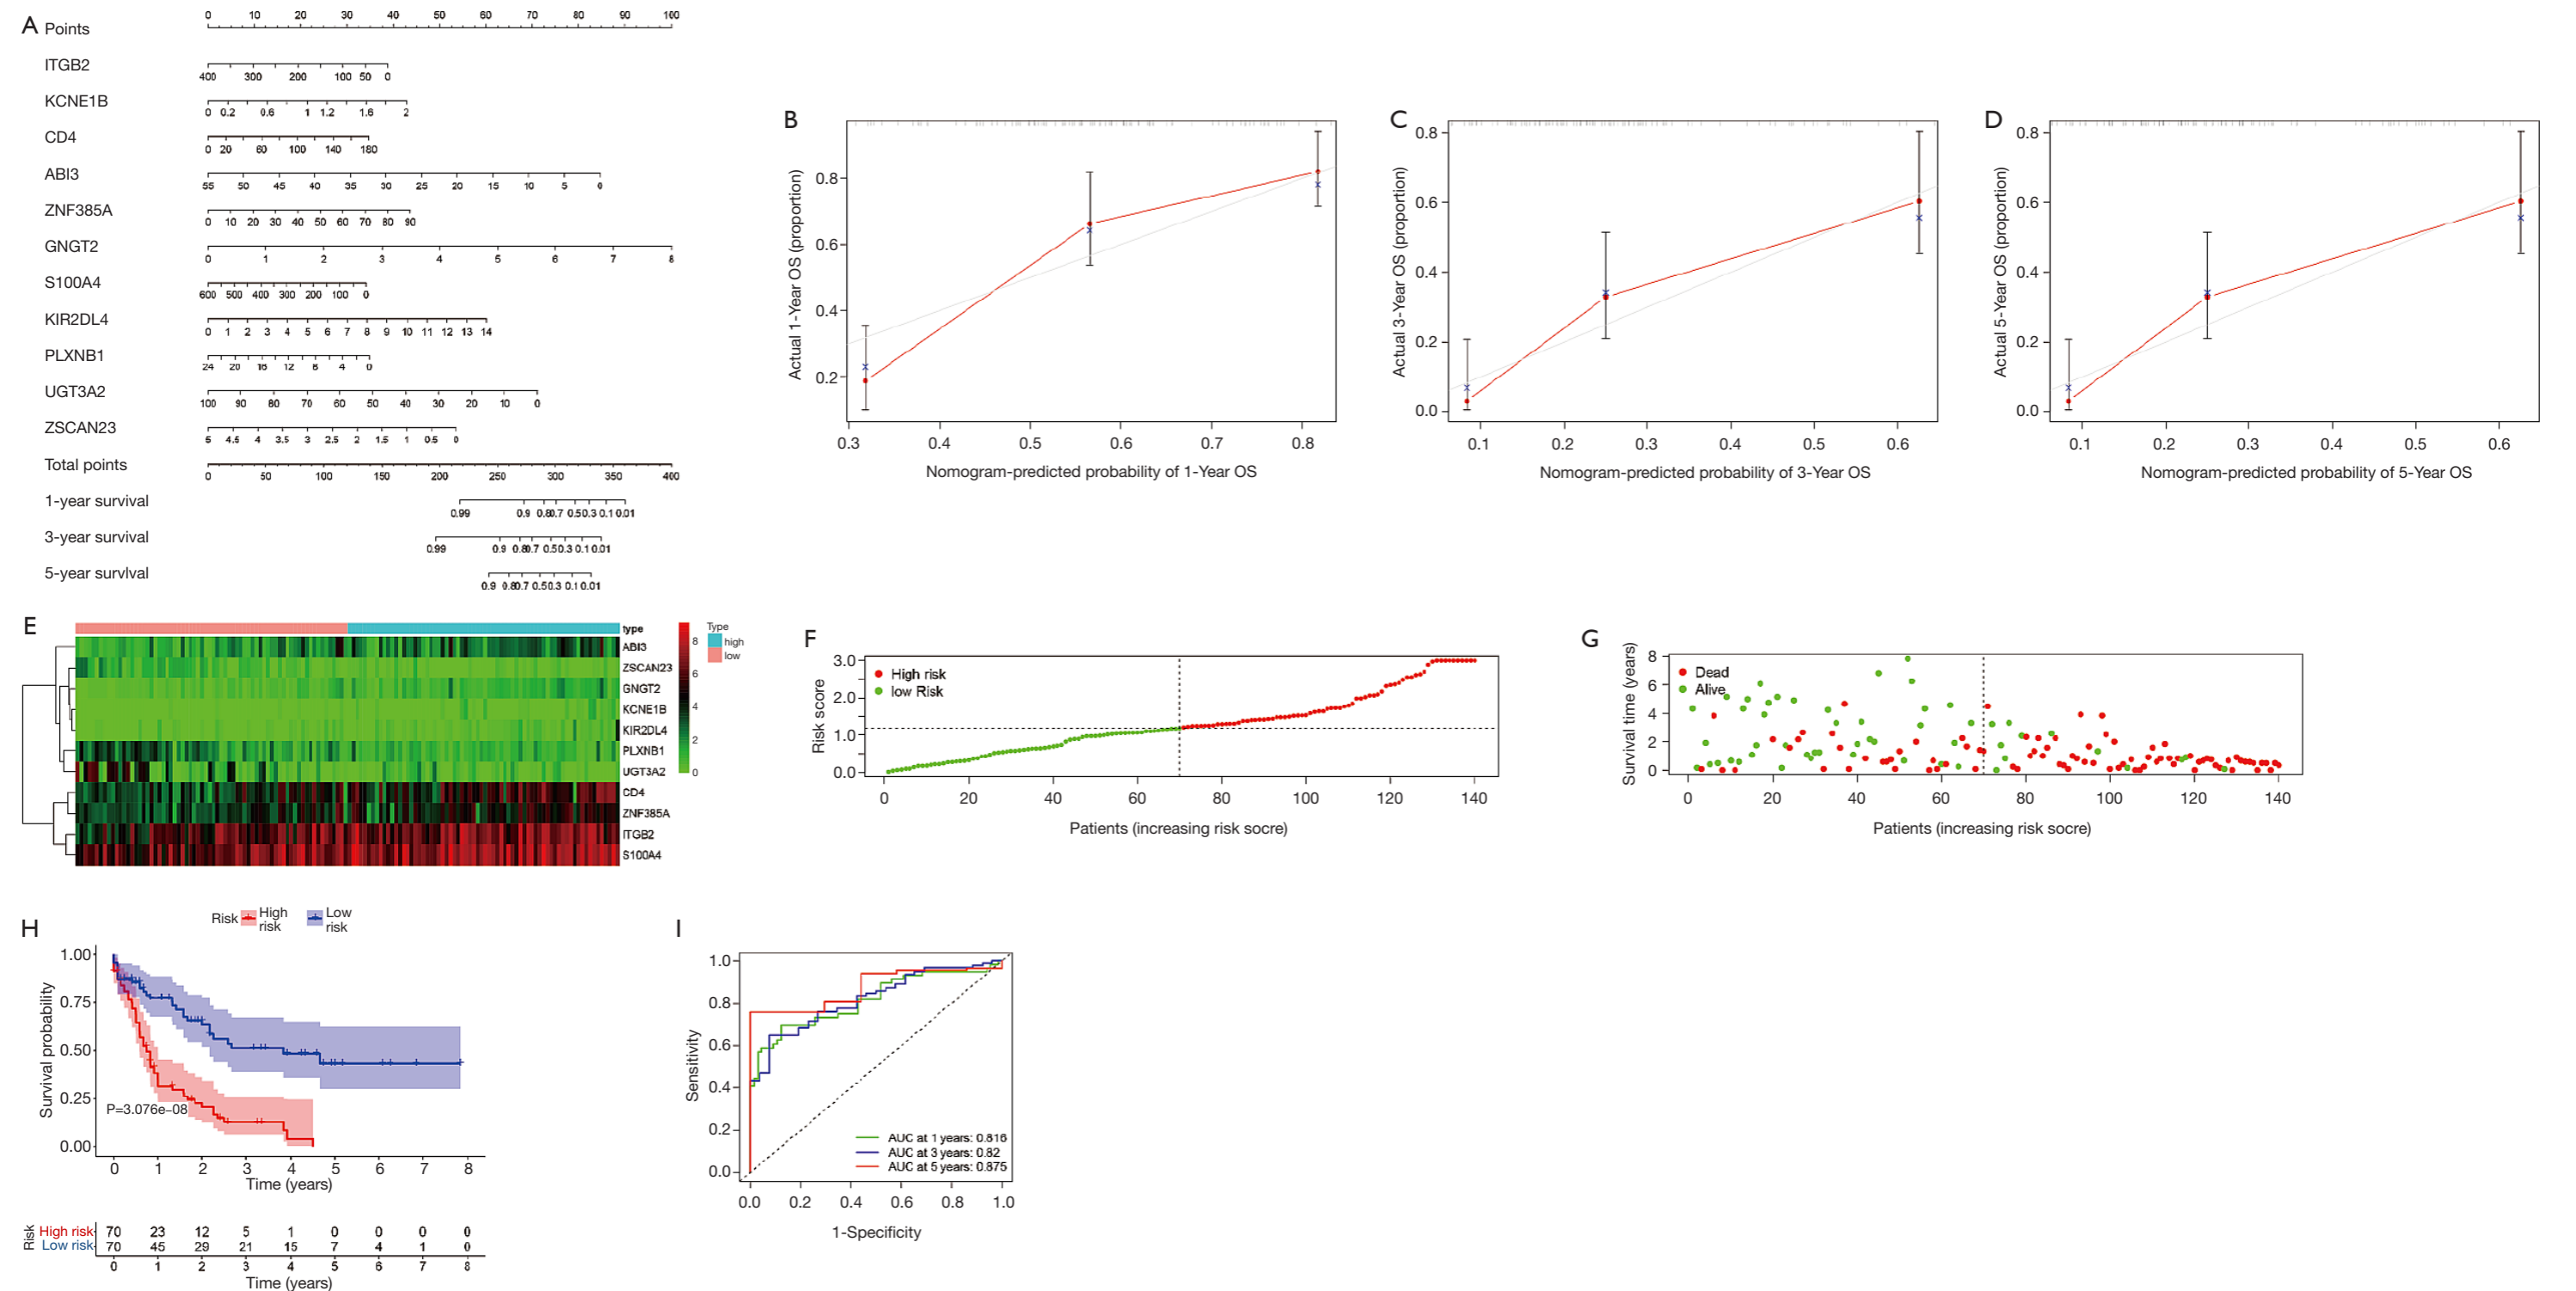 A
0 10 20 30 40 50 60 70 80 90 100
Points
ITGB2
400 300 200 100 50 0
KCNE1B
0 0.2 0.6 1 1.2 1.6 2
CD4
0 20 60 100 140 180
ABI3
55 50 45 40 35 30 25 20 15 10 5 0
ZNF385A
0 10 20 30 40 50 60 70 80 90
GNGT2
0 1 2 3 4 5 6 7 8
S100A4
600 500 400 300 200 100 0
KIR2DL4
0 1 2 3 4 5 6 7 8 9 10 11 12 13 14
PLXNB1
24 20 16 12 8 4 0
UGT3A2
100 90 80 70 60 50 40 30 20 10 0
ZSCAN23
5 4.5 4 3.5 3 2.5 2 1.5 1 0.5 0
Total points
0 50 100 150 200 250 300 350 400
1-year survival
0.99 0.9 0.8 0.7 0.5 0.3 0.1 0.01
3-year survival
0.99 0.9 0.8 0.7 0.5 0.3 0.1 0.01
5-year survival
0.9 0.8 0.7 0.5 0.3 0.1 0.01
B
Actual 1-Year OS (proportion)
0.8
0.6
0.4
0.2
0.3 0.4 0.5 0.6 0.7 0.8
Nomogram-predicted probability of 1-Year OS
C
Actual 3-Year OS (proportion)
0.8
0.6
0.4
0.2
0.0
0.1 0.2 0.3 0.4 0.5 0.6
Nomogram-predicted probability of 3-Year OS
D
Actual 5-Year OS (proportion)
0.8
0.6
0.4
0.2
0.0
0.1 0.2 0.3 0.4 0.5 0.6
Nomogram-predicted probability of 5-Year OS
E
type
ABI3
ZSCAN23
GNGT2
KCNE1B
KIR2DL4
PLXNB1
UGT3A2
CD4
ZNF385A
ITGB2
S100A4
8
6
4
2
0
Type
high
low
F
Risk score
3.0
2.0
1.0
0.0
High risk
low Risk
0 20 40 60 80 100 120 140
Patients (increasing risk socre)
G
Survival time (years)
8
6
4
2
0
Dead
Alive
0 20 40 60 80 100 120 140
Patients (increasing risk socre)
H
Risk High risk Low risk
Survival probability
1.00
0.75
0.50
0.25
0.00
P=3.076e-08
0 1 2 3 4 5 6 7 8
Time (years)
Risk
High risk 70 23 12 5 1 0 0 0 0
Low risk 70 45 29 21 15 7 4 1 0
0 1 2 3 4 5 6 7 8
Time (years)
I
Sensitivity
1.0
0.8
0.6
0.4
0.2
0.0
AUC at 1 years: 0.816
AUC at 3 years: 0.82
AUC at 5 years: 0.875
0.0 0.2 0.4 0.6 0.8 1.0
1-Specificity